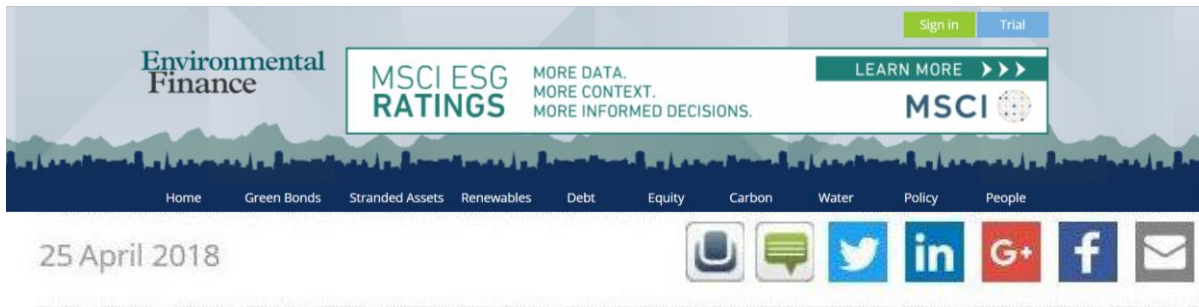 Sign in Trial
Environmental
Finance
MSCI ESG
RATINGS
MORE DATA.
MORE CONTEXT.
MORE INFORMED DECISIONS.
LEARN MORE >>>
MSCI
Home Green Bonds Stranded Assets Renewables Debt Equity Carbon Water Policy People
25 April 2018
in G+ f